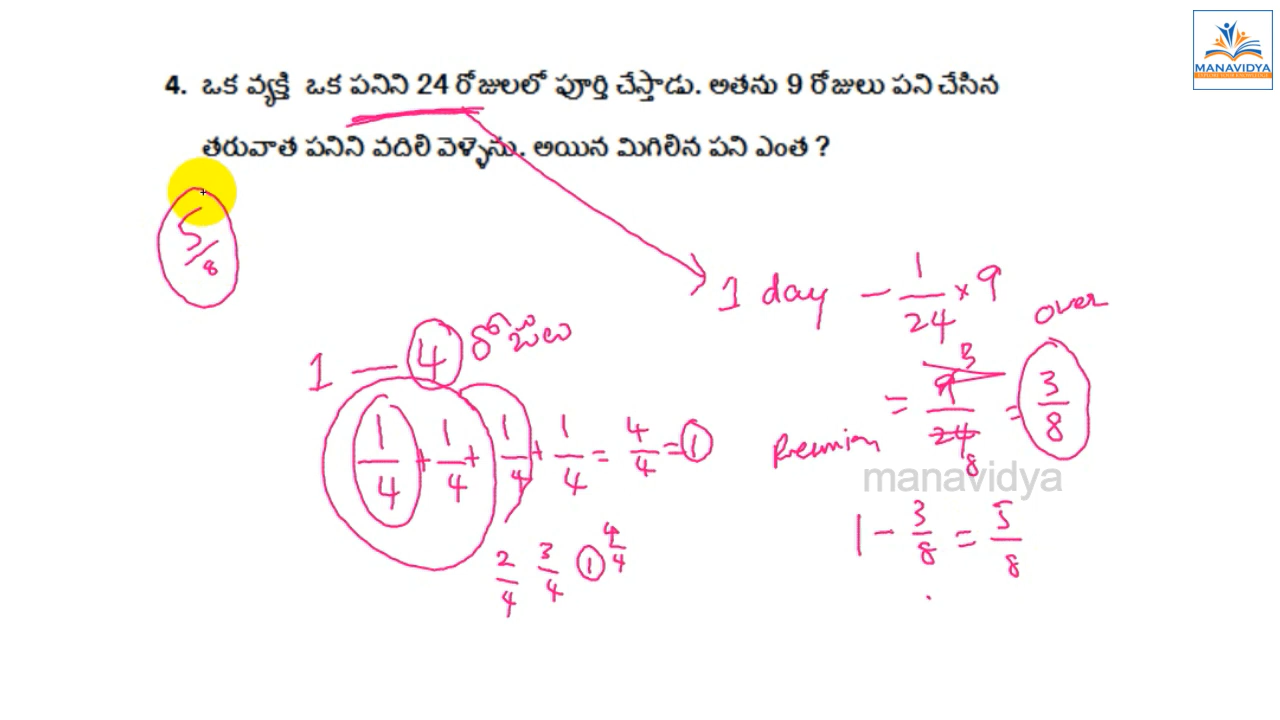 MANAVIDYA
4. ఒక వ్యక్తి ఒక పనిని 24 రోజులలో పూర్తి చేస్తాడు. అతను 9 రోజులు పని చేసిన
తరువాత పనిని వదిలి వెళ్ళెను. అయిన మిగిలిన పని ఎంత ?
5/8
1 day - 1/24 × 9
over
= 9/24 3/8 = 3/8
1 — 4 రోజులు
1/4 + 1/4 + 1/4 + 1/4 = 4/4 = 1
manavidya
1 - 3/8 = 5/8
2/4 3/4 1 4/4